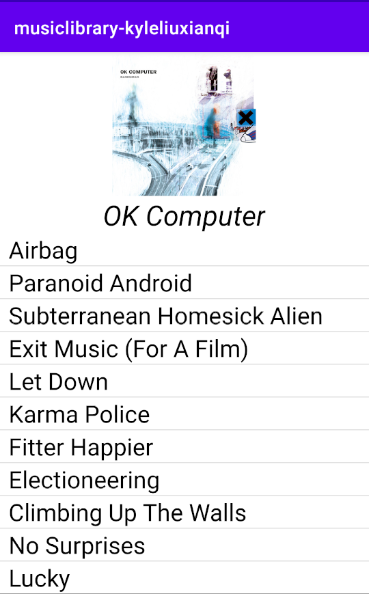 musiclibrary-kyleliuxianqi
OK COMPUTER
OK Computer
Airbag
Paranoid Android
Subterranean Homesick Alien
Exit Music (For A Film)
Let Down
Karma Police
Fitter Happier
Electioneering
Climbing Up The Walls
No Surprises
Lucky